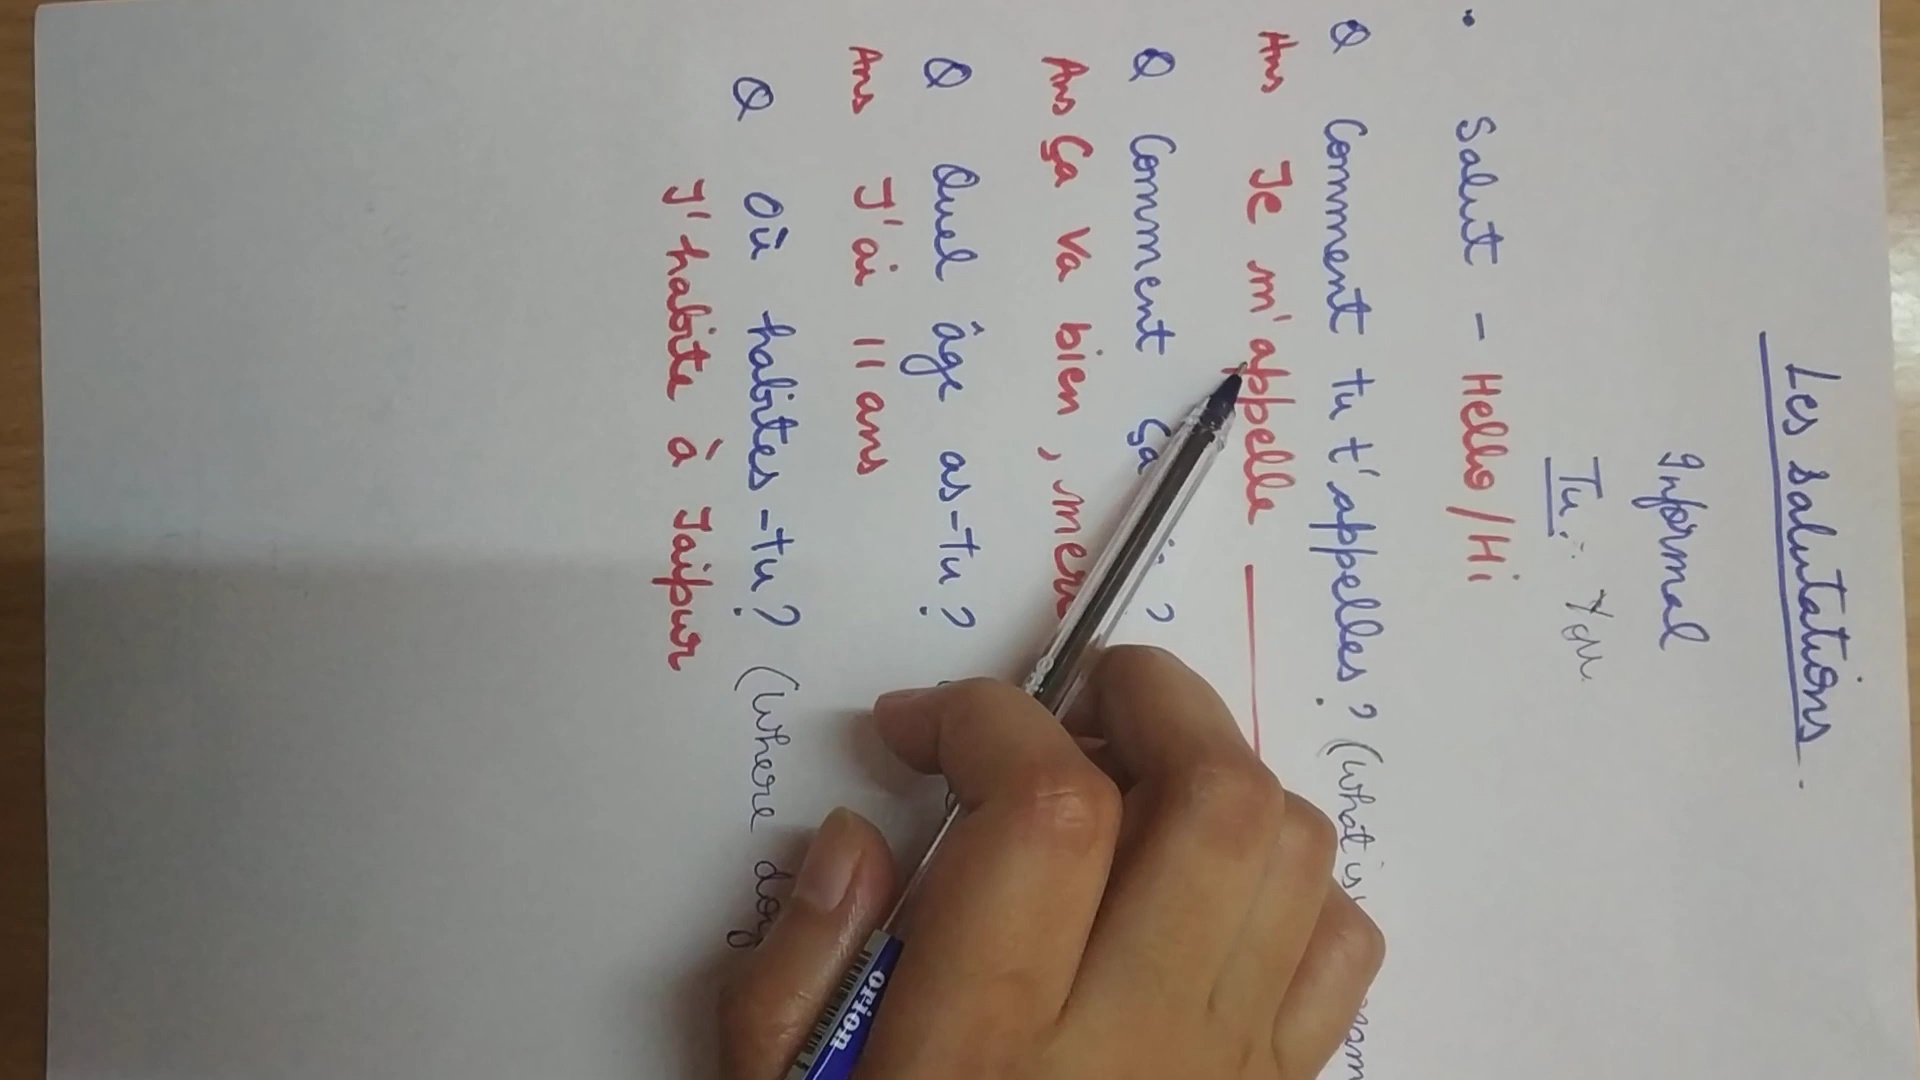 Les salutations.
Informal
Tu : You
• Salut - Hello/Hi
Q Comment tu t'appelles ? (What is
Ans Je m'appelle
Q Comment ça ?
Ans Ça va bien,
Q Quel âge as-tu ?
Ans J'ai 11 ans
Q Où habites-tu ? (Where do
J'habite à Jaipur
orion